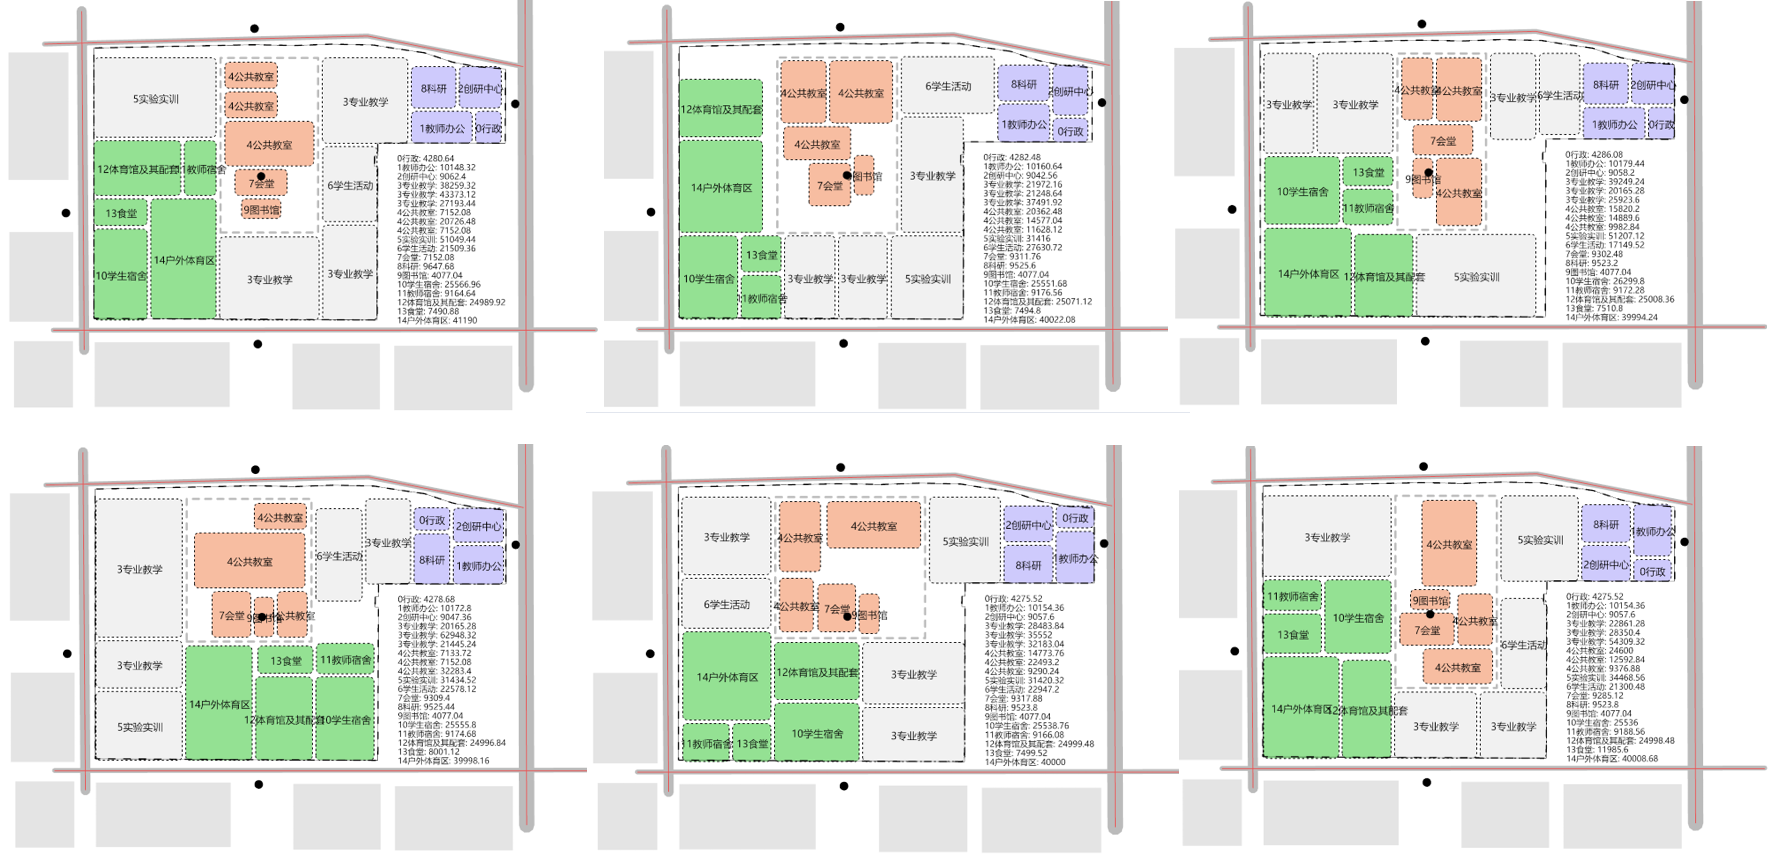 5实验实训
4公共教室
4公共教室
4公共教室
3专业教学
8科研
2创研中心
1教师办公
0行政
12体育馆及其配套
11教师宿舍
7会堂
9图书馆
6学生活动
13食堂
10学生宿舍
14户外体育区
3专业教学
3专业教学
0行政: 4280.64
1教师办公: 10148.32
2创研中心: 9062.4
3专业教学: 38259.32
3专业教学: 43373.12
3专业教学: 27193.44
4公共教室: 7152.08
4公共教室: 20726.48
4公共教室: 7152.08
5实验实训: 51049.44
6学生活动: 21509.36
7会堂: 7152.08
8科研: 9647.68
9图书馆: 4077.04
10学生宿舍: 25566.96
11教师宿舍: 9164.64
12体育馆及其配套: 24989.92
13食堂: 7490.88
14户外体育区: 41190
12体育馆及其配套
4公共教室
4公共教室
6学生活动
8科研
2创研中心
1教师办公
0行政
14户外体育区
4公共教室
7会堂
9图书馆
3专业教学
10学生宿舍
13食堂
11教师宿舍
3专业教学
3专业教学
5实验实训
0行政: 4282.48
1教师办公: 10160.64
2创研中心: 9042.56
3专业教学: 21972.16
3专业教学: 21248.64
3专业教学: 37491.92
4公共教室: 20362.48
4公共教室: 14577.04
4公共教室: 11628.12
5实验实训: 31416
6学生活动: 27630.72
7会堂: 9311.76
8科研: 9525.6
9图书馆: 4077.04
10学生宿舍: 25551.68
11教师宿舍: 9176.56
12体育馆及其配套: 25071.12
13食堂: 7494.8
14户外体育区: 40022.08
3专业教学
3专业教学
4公共教室
4公共教室
3专业教学
6学生活动
8科研
2创研中心
1教师办公
0行政
7会堂
10学生宿舍
13食堂
11教师宿舍
9图书馆
4公共教室
14户外体育区
12体育馆及其配套
5实验实训
0行政: 4286.08
1教师办公: 10179.44
2创研中心: 9058.2
3专业教学: 39249.24
3专业教学: 20165.28
3专业教学: 25923.6
4公共教室: 15820.2
4公共教室: 14889.6
4公共教室: 9982.84
5实验实训: 51207.12
6学生活动: 17149.52
7会堂: 9302.48
8科研: 9523.2
9图书馆: 4077.04
10学生宿舍: 26299.8
11教师宿舍: 9172.28
12体育馆及其配套: 25008.36
13食堂: 7510.8
14户外体育区: 39994.24
3专业教学
4公共教室
4公共教室
6学生活动
3专业教学
0行政
2创研中心
8科研
1教师办公
7会堂
9图书馆
4公共教室
3专业教学
5实验实训
14户外体育区
13食堂
11教师宿舍
12体育馆及其配套
10学生宿舍
0行政: 4278.68
1教师办公: 10172.8
2创研中心: 9047.36
3专业教学: 20165.28
3专业教学: 62948.32
3专业教学: 21445.24
4公共教室: 7133.72
4公共教室: 7152.08
4公共教室: 32283.4
5实验实训: 31434.52
6学生活动: 22578.12
7会堂: 9309.4
8科研: 9525.44
9图书馆: 4077.04
10学生宿舍: 25555.8
11教师宿舍: 9174.68
12体育馆及其配套: 24996.84
13食堂: 8001.12
14户外体育区: 39998.16
3专业教学
4公共教室
4公共教室
5实验实训
2创研中心
0行政
8科研
1教师办公
6学生活动
4公共教室
7会堂
9图书馆
14户外体育区
12体育馆及其配套
3专业教学
11教师宿舍
13食堂
10学生宿舍
3专业教学
0行政: 4275.52
1教师办公: 10154.36
2创研中心: 9057.6
3专业教学: 28483.84
3专业教学: 35552
3专业教学: 32183.04
4公共教室: 14773.76
4公共教室: 22493.2
4公共教室: 9290.24
5实验实训: 31420.32
6学生活动: 22947.2
7会堂: 9317.88
8科研: 9523.8
9图书馆: 4077.04
10学生宿舍: 25538.76
11教师宿舍: 9166.08
12体育馆及其配套: 24999.48
13食堂: 7499.52
14户外体育区: 40000
3专业教学
4公共教室
5实验实训
8科研
1教师办公
2创研中心
0行政
11教师宿舍
13食堂
10学生宿舍
9图书馆
7会堂
4公共教室
4公共教室
6学生活动
14户外体育区
12体育馆及其配套
3专业教学
3专业教学
0行政: 4275.52
1教师办公: 10154.36
2创研中心: 9057.6
3专业教学: 22861.28
3专业教学: 28350.4
3专业教学: 54309.32
4公共教室: 24600
4公共教室: 12592.84
4公共教室: 9376.88
5实验实训: 34468.56
6学生活动: 21300.48
7会堂: 9285.12
8科研: 9523.8
9图书馆: 4077.04
10学生宿舍: 25536
11教师宿舍: 9188.56
12体育馆及其配套: 24998.48
13食堂: 11985.6
14户外体育区: 40008.68